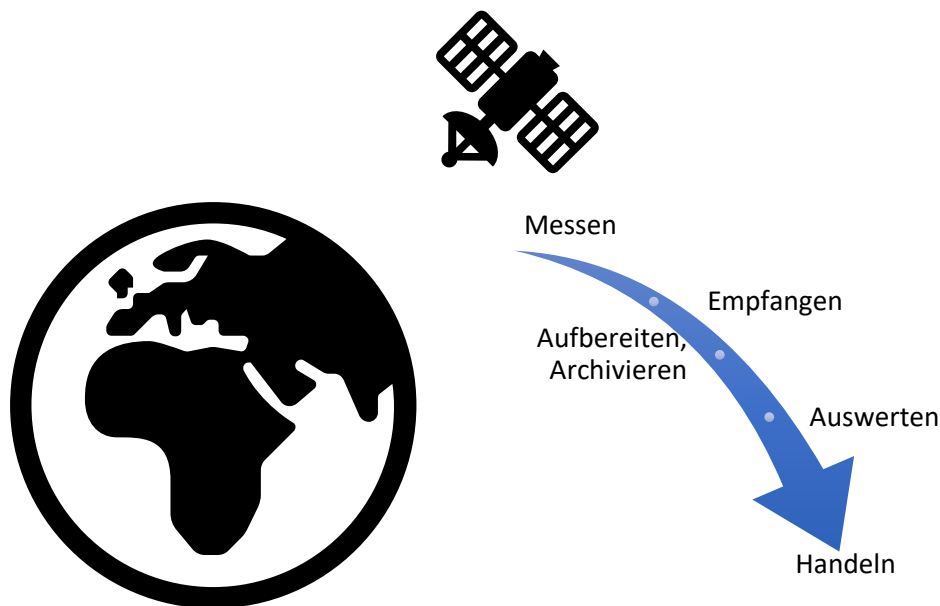 Messen
Empfangen
Aufbereiten,
Archivieren
Auswerten
Handeln